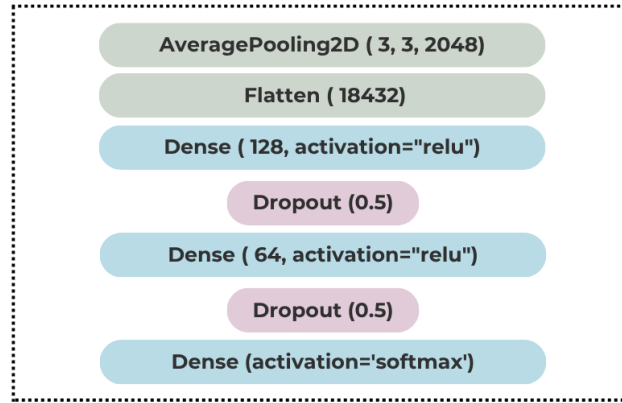 AveragePooling2D ( 3, 3, 2048)
Flatten ( 18432)
Dense ( 128, activation="relu")
Dropout (0.5)
Dense ( 64, activation="relu")
Dropout (0.5)
Dense (activation='softmax')